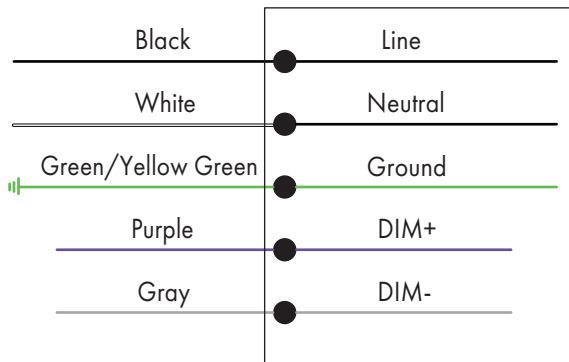 Black Line
White Neutral
Green/Yellow Green Ground
Purple DIM+
Gray DIM-